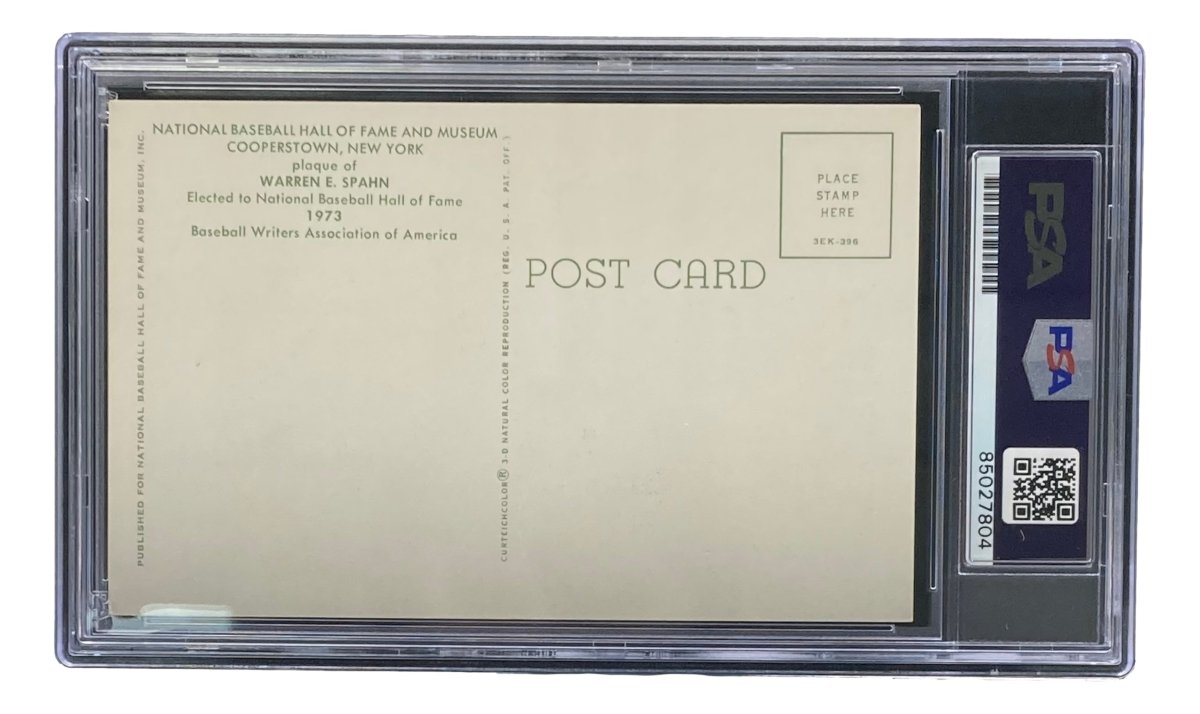 NATIONAL BASEBALL HALL OF FAME AND MUSEUM
COOPERSTOWN, NEW YORK
plaque of
WARREN E. SPAHN
Elected to National Baseball Hall of Fame
1973
Baseball Writers Association of America
PUBLISHED FOR NATIONAL BASEBALL HALL OF FAME AND MUSEUM, INC.
CURTEICHCOLOR® 3-D NATURAL COLOR REPRODUCTION (REG. U. S. A. PAT. OFF.)
POST CARD
PLACE
STAMP
HERE
3EK-396
PSA
PSA
85027804